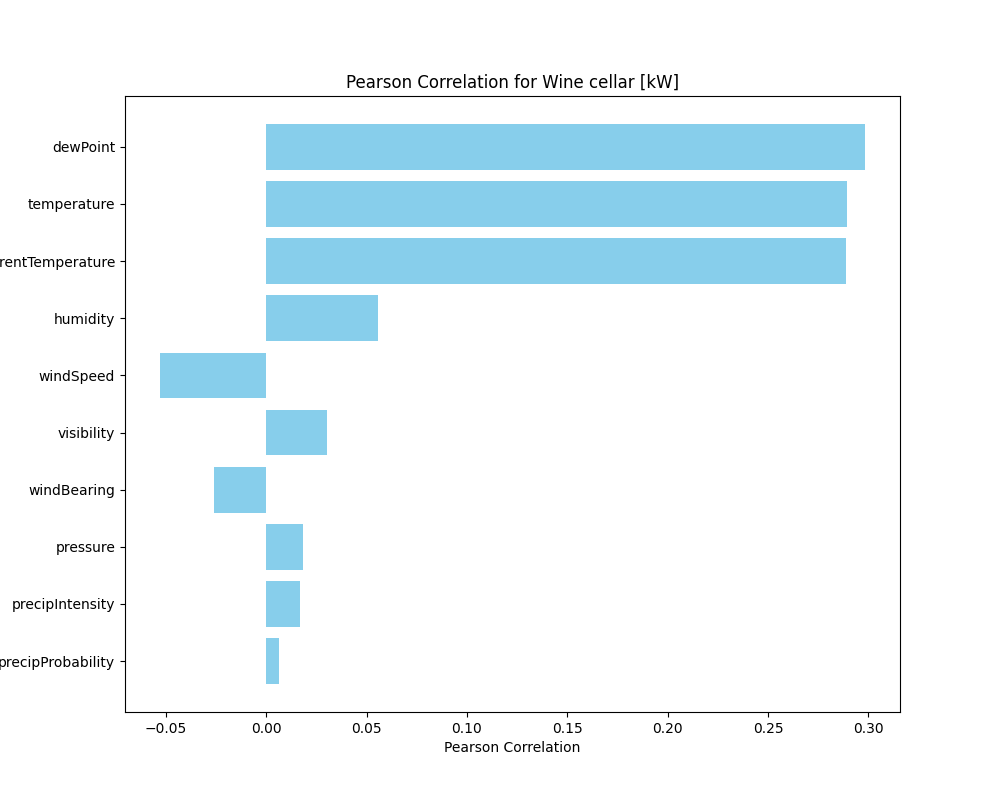 Pearson Correlation for Wine cellar [kW]
dewPoint
temperature
rentTemperature
humidity
windSpeed
visibility
windBearing
pressure
precipIntensity
precipProbability
−0.05 0.00 0.05 0.10 0.15 0.20 0.25 0.30
Pearson Correlation